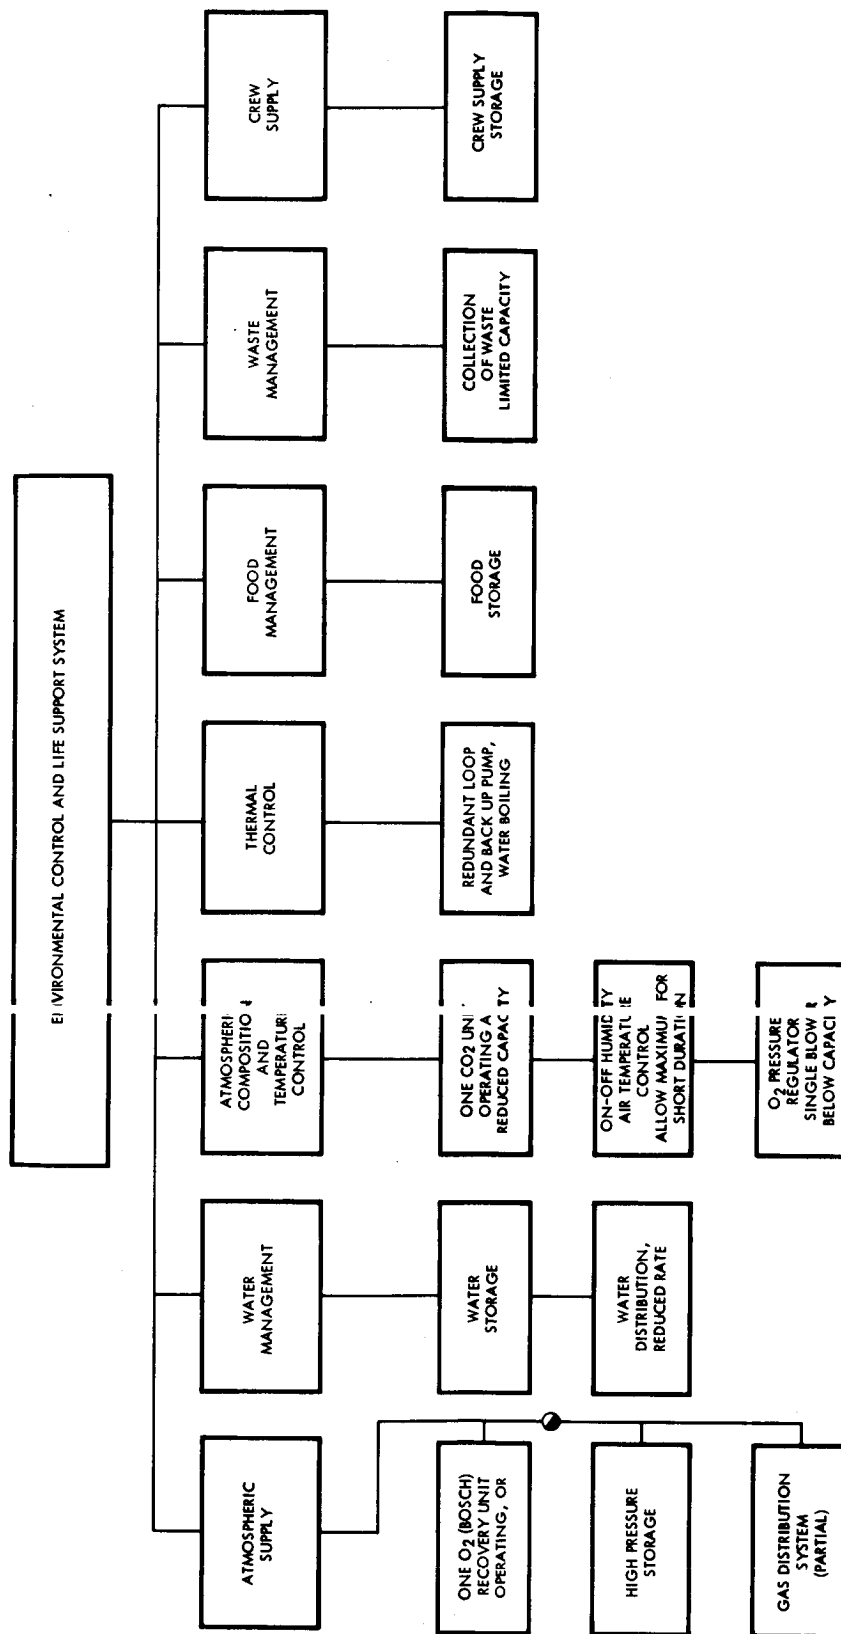 ENVIRONMENTAL CONTROL AND LIFE SUPPORT SYSTEM
ATMOSPHERIC
SUPPLY
WATER
MANAGEMENT
ATMOSPHERI
COMPOSITION
AND
TEMPERATURE
CONTROL
THERMAL
CONTROL
FOOD
MANAGEMENT
WASTE
MANAGEMENT
CREW
SUPPLY
ONE O2 (BOSCH)
RECOVERY UNIT
OPERATING, OR
HIGH PRESSURE
STORAGE
GAS DISTRIBUTION
SYSTEM
(PARTIAL)
WATER
STORAGE
WATER
DISTRIBUTION,
REDUCED RATE
ONE CO2 UNIT
OPERATING A
REDUCED CAPACITY
ON-OFF HUMIDITY
AIR TEMPERATURE
CONTROL
ALLOW MAXIMUM FOR
SHORT DURATION
O2 PRESSURE
REGULATOR
SINGLE BLOWER
BELOW CAPACITY
REDUNDANT LOOP
AND BACK UP PUMP,
WATER BOILING
FOOD
STORAGE
COLLECTION
OF WASTE
LIMITED CAPACITY
CREW SUPPLY
STORAGE